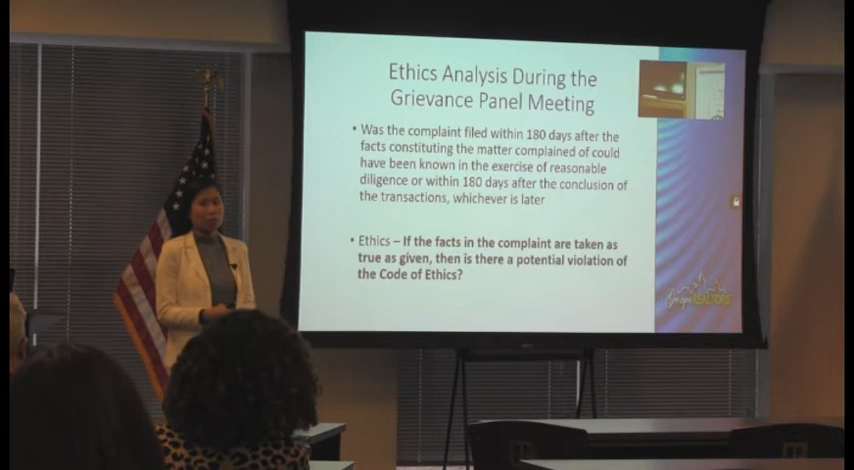 Ethics Analysis During the
Grievance Panel Meeting
• Was the complaint filed within 180 days after the
facts constituting the matter complained of could
have been known in the exercise of reasonable
diligence or within 180 days after the conclusion of
the transactions, whichever is later
• Ethics – If the facts in the complaint are taken as
true as given, then is there a potential violation of
the Code of Ethics?
Oregon REALTORS